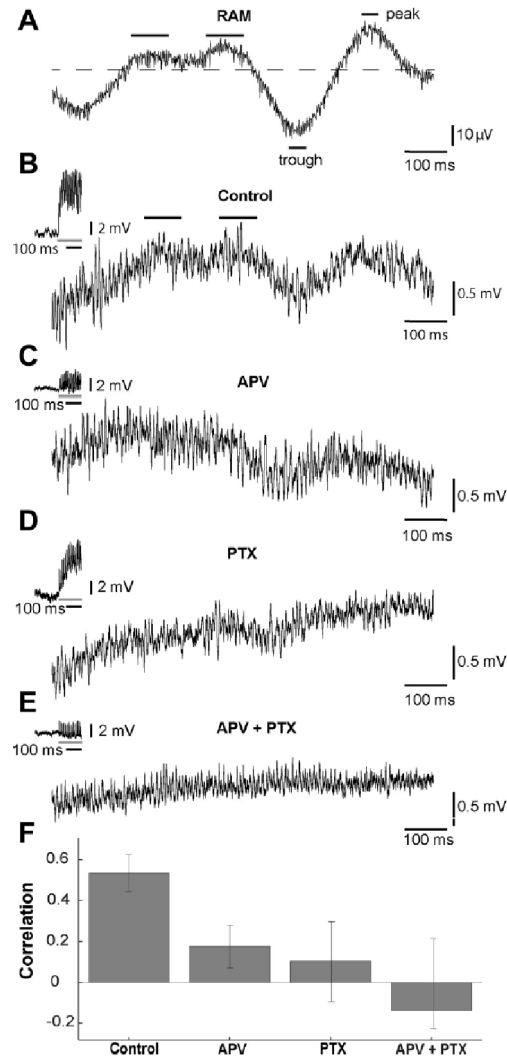 A
RAM
peak
trough
10 µV
100 ms
B
Control
2 mV
100 ms
0.5 mV
100 ms
C
APV
2 mV
100 ms
0.5 mV
100 ms
D
PTX
2 mV
100 ms
0.5 mV
100 ms
E
APV + PTX
2 mV
100 ms
0.5 mV
100 ms
F
Correlation
0.6
0.2
0
-0.2
Control APV PTX APV + PTX